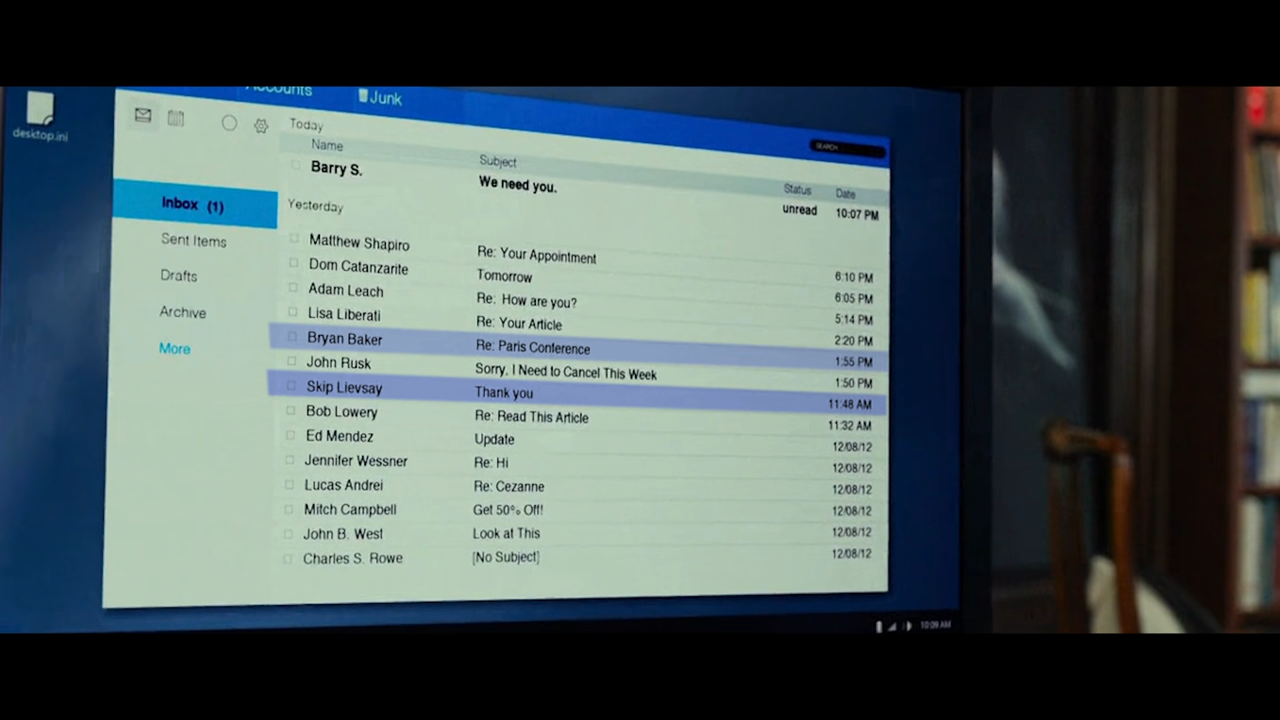 Accounts Junk
desktop.ini
Today
SEARCH
Name Subject Status Date
Barry S. We need you. unread 10:07 PM
Inbox (1)
Yesterday
Sent Items
Drafts
Archive
More
Matthew Shapiro Re: Your Appointment 6:10 PM
Dom Catanzarite Tomorrow 6:05 PM
Adam Leach Re: How are you? 5:14 PM
Lisa Liberati Re: Your Article 2:20 PM
Bryan Baker Re: Paris Conference 1:55 PM
John Rusk Sorry, I Need to Cancel This Week 1:50 PM
Skip Lievsay Thank you 11:48 AM
Bob Lowery Re: Read This Article 11:32 AM
Ed Mendez Update 12/08/12
Jennifer Wessner Re: Hi 12/08/12
Lucas Andrei Re: Cezanne 12/08/12
Mitch Campbell Get 50% Off! 12/08/12
John B. West Look at This 12/08/12
Charles S. Rowe [No Subject] 12/08/12
10:09 AM